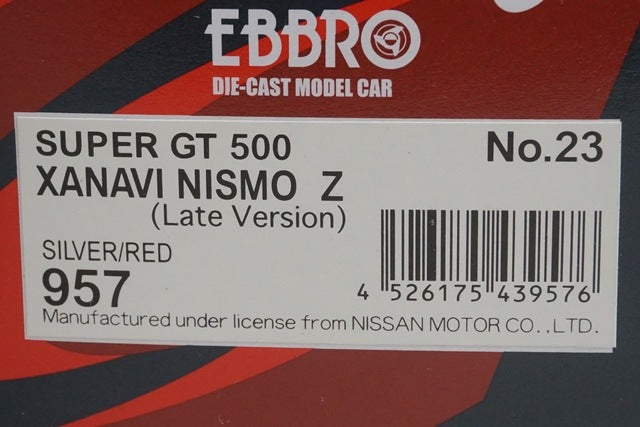 EBBRO
DIE-CAST MODEL CAR
SUPER GT 500 No.23
XANAVI NISMO Z
(Late Version)
SILVER/RED
957
4 526175 439576
Manufactured under license from NISSAN MOTOR CO.,LTD.